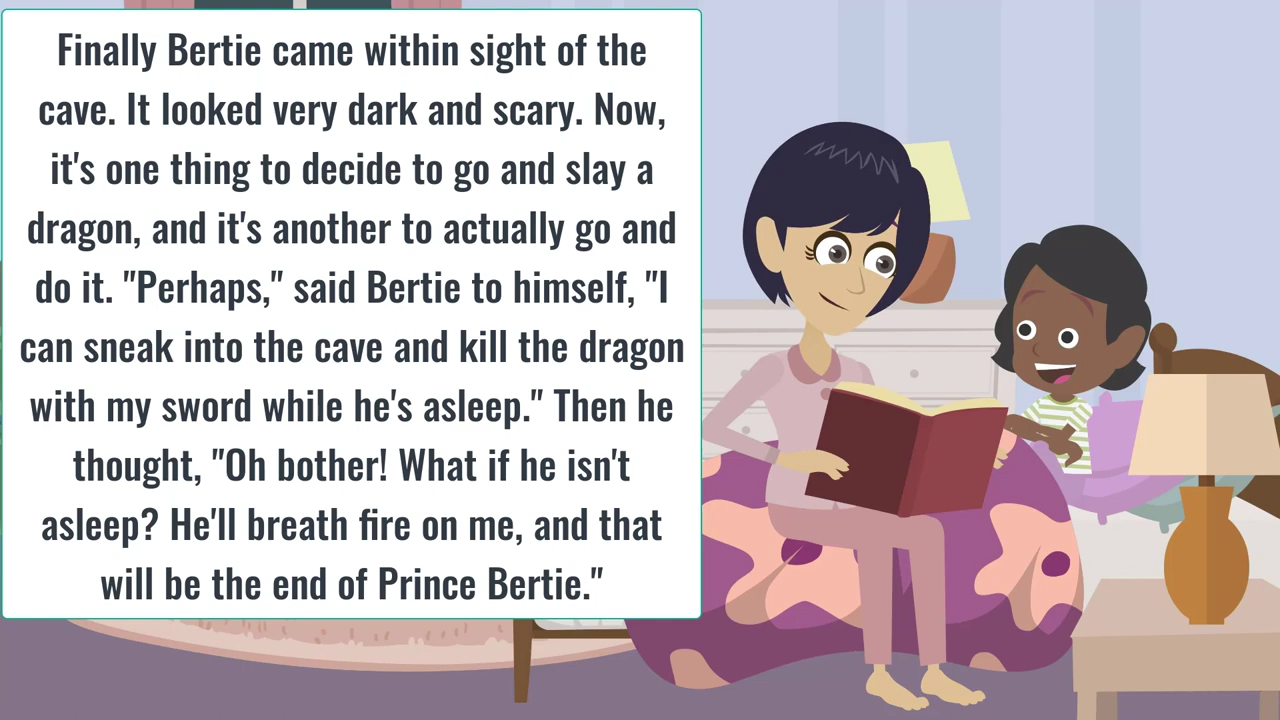 Finally Bertie came within sight of the
cave. It looked very dark and scary. Now,
it's one thing to decide to go and slay a
dragon, and it's another to actually go and
do it. "Perhaps," said Bertie to himself, "I
can sneak into the cave and kill the dragon
with my sword while he's asleep." Then he
thought, "Oh bother! What if he isn't
asleep? He'll breath fire on me, and that
will be the end of Prince Bertie."